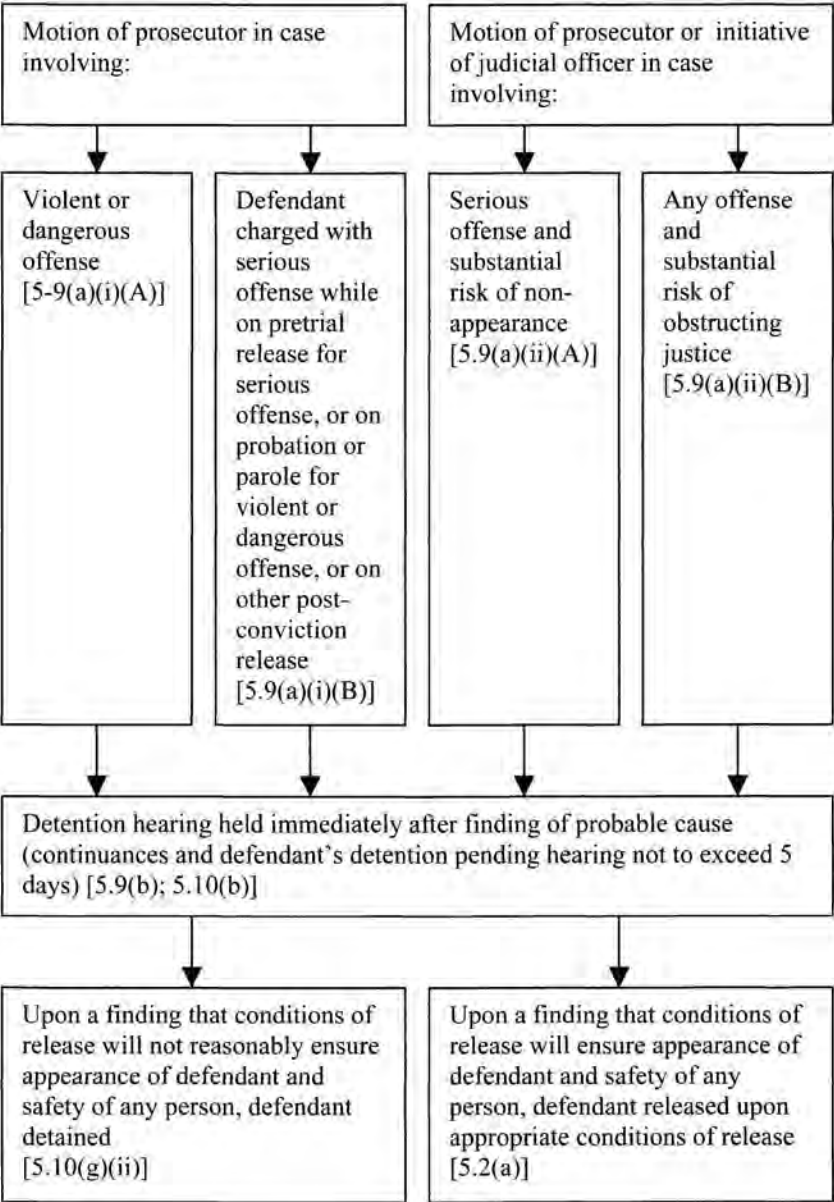 Motion of prosecutor in case
involving:
Motion of prosecutor or initiative
of judicial officer in case
involving:
Violent or
dangerous
offense
[5-9(a)(i)(A)]
Defendant
charged with
serious
offense while
on pretrial
release for
serious
offense, or on
probation or
parole for
violent or
dangerous
offense, or on
other post-
conviction
release
[5.9(a)(i)(B)]
Serious
offense and
substantial
risk of non-
appearance
[5.9(a)(ii)(A)]
Any offense
and
substantial
risk of
obstructing
justice
[5.9(a)(ii)(B)]
Detention hearing held immediately after finding of probable cause
(continuances and defendant's detention pending hearing not to exceed 5
days) [5.9(b); 5.10(b)]
Upon a finding that conditions of
release will not reasonably ensure
appearance of defendant and
safety of any person, defendant
detained
[5.10(g)(ii)]
Upon a finding that conditions of
release will ensure appearance of
defendant and safety of any
person, defendant released upon
appropriate conditions of release
[5.2(a)]